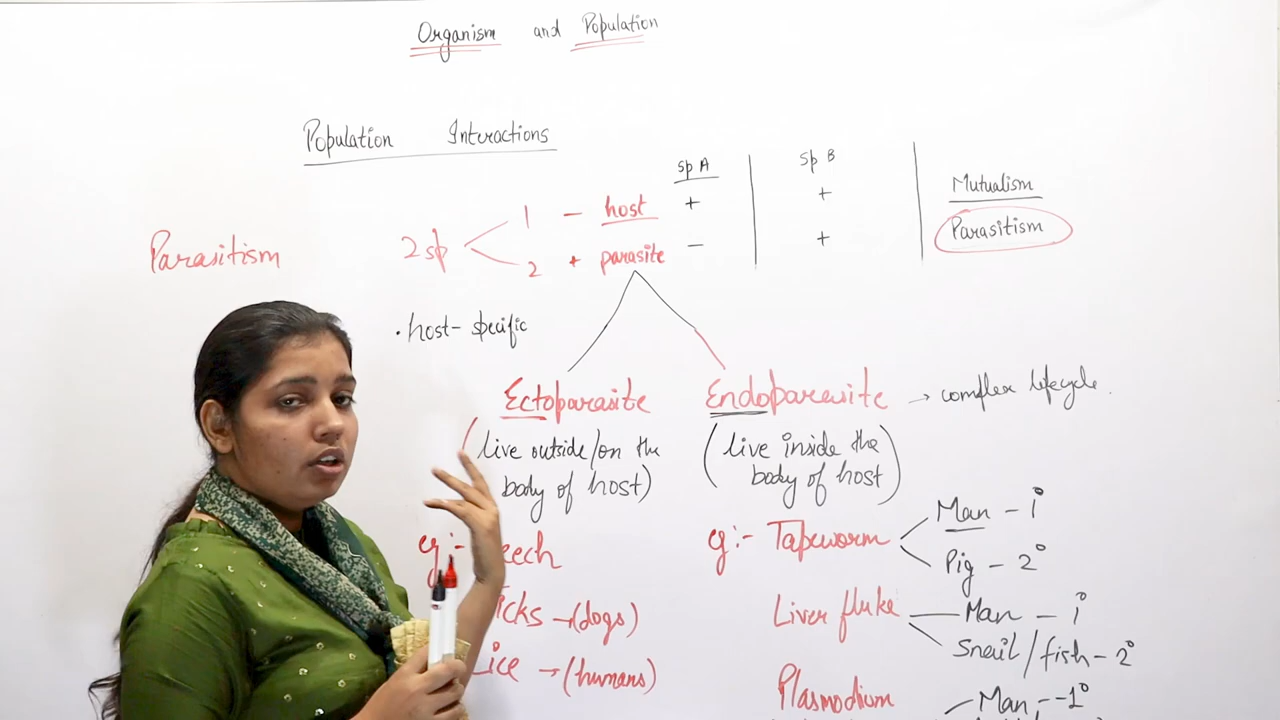 Organism and Population
Population Interactions
Sp A Sp B
1 - host + + Mutualism
Parasitism 2 sp
2 + parasite - + Parasitism
• host-specific
Ectoparasite Endoparasite → complex lifecycle.
(live outside/on the body of host)
(live inside the body of host)
eg:- eech
icks → (dogs)
ice → (humans)
eg:- Tapeworm
Man - 1°
Pig - 2°
Liver fluke
Man - 1°
Snail/fish - 2°
Plasmodium
Man - 1°